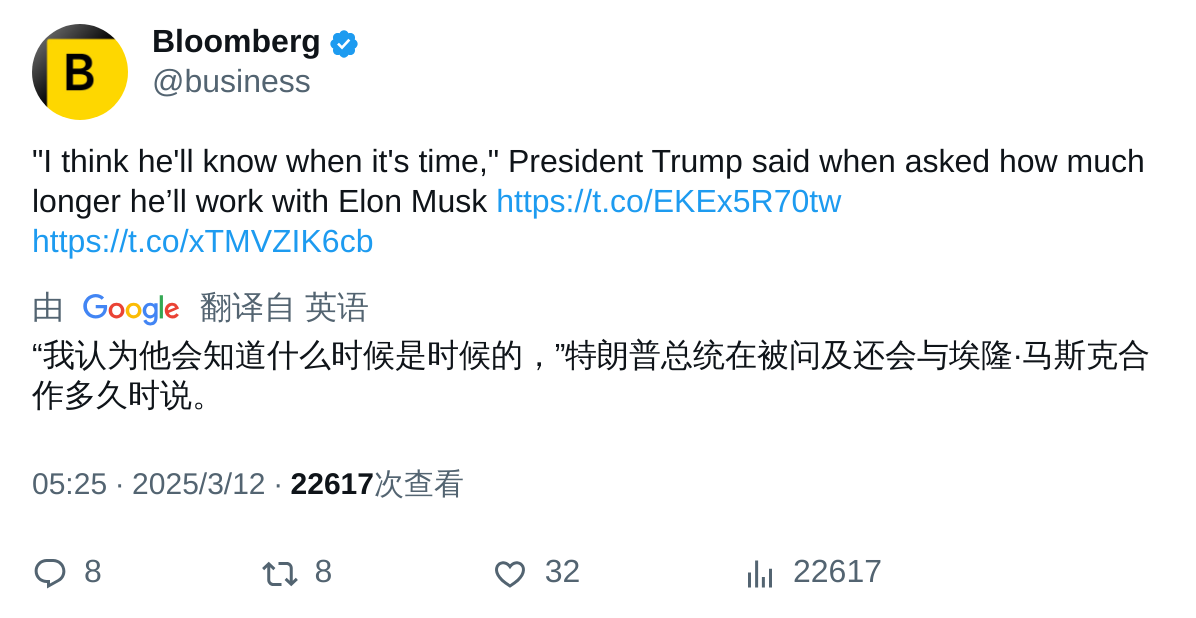 B
Bloomberg
@business
"I think he'll know when it's time," President Trump said when asked how much
longer he’ll work with Elon Musk https://t.co/EKEx5R70tw
https://t.co/xTMVZIK6cb
由 Google 翻译自 英语
“我认为他会知道什么时候是时候的，”特朗普总统在被问及还会与埃隆·马斯克合
作多久时说。
05:25 · 2025/3/12 · 22617次查看
8 8 32 22617